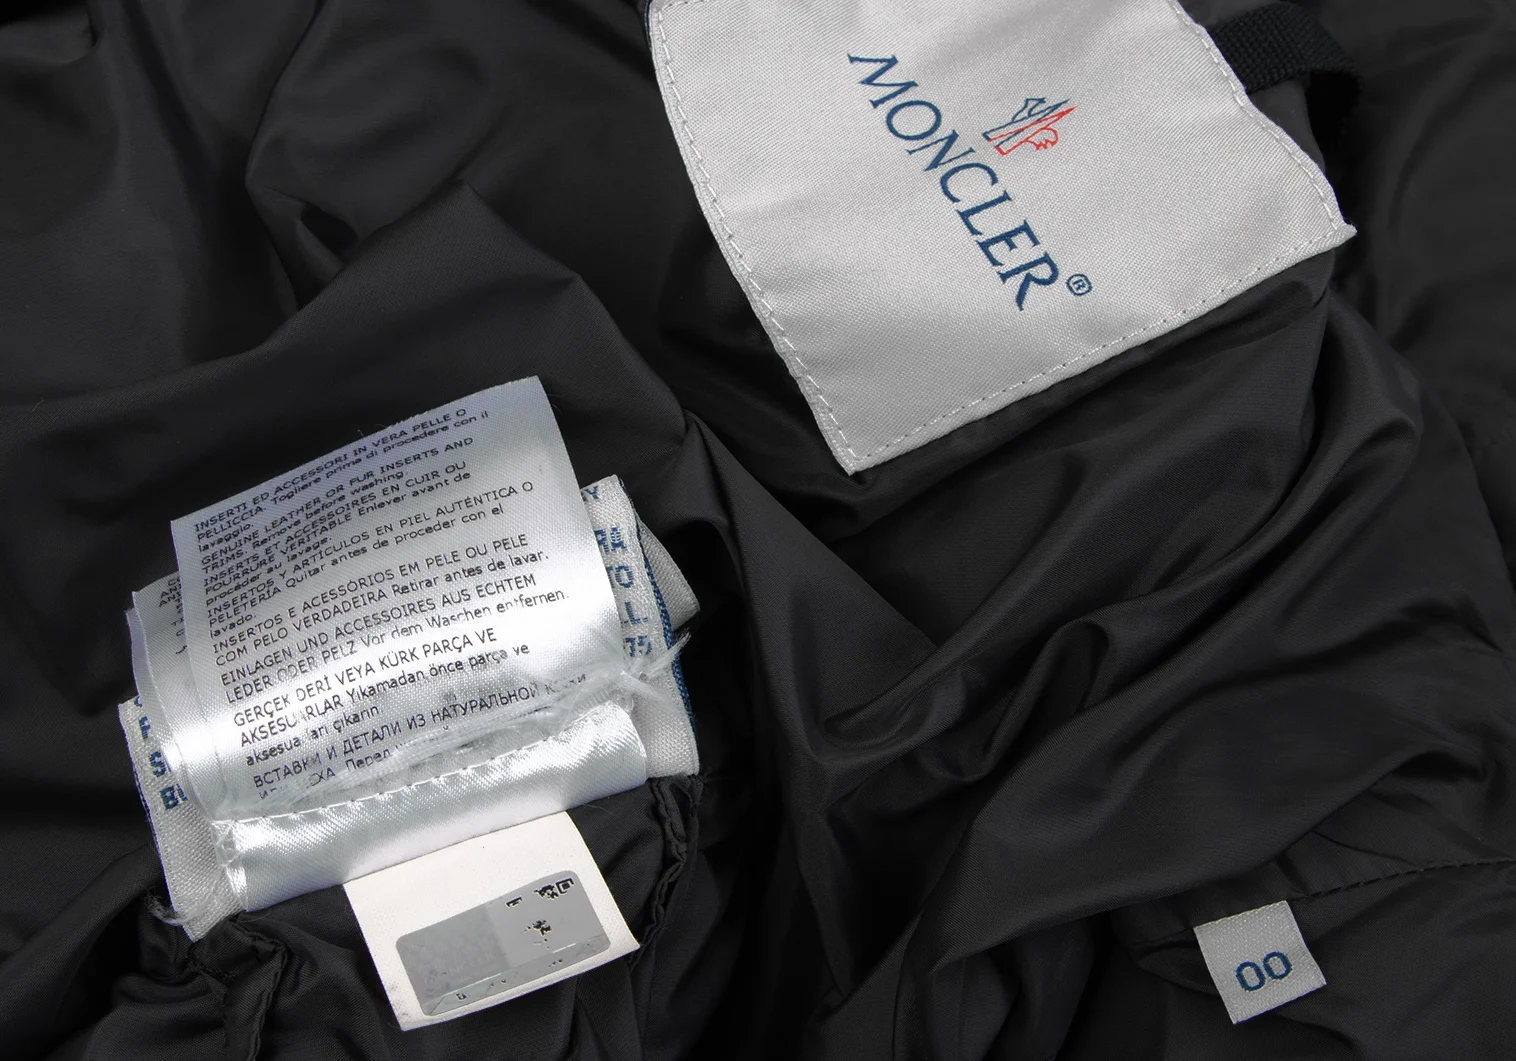 MONCLER®
INSERTI ED ACCESSORI IN VERA PELLE O
PELLICCIA Togliere prima di procedere con il
lavaggio.
GENUINE LEATHER OR FUR INSERTS AND
TRIMS. Remove before washing.
INSERTS ET ACCESSOIRES EN CUIR OU
FOURRURE VERITABLE Enlever avant de
procéder au lavage.
INSERTOS Y ARTÍCULOS EN PIEL AUTÉNTICA O
PELETERÍA Quitar antes de proceder con el
lavado.
INSERTOS E ACESSÓRIOS EM PELE OU PELE
COM PELO VERDADEIRA Retirar antes de lavar.
EINLAGEN UND ACCESSOIRES AUS ECHTEM
LEDER ODER PELZ Vor dem Waschen entfernen.
GERÇEK DERİ VEYA KÜRK PARÇA VE
AKSESUARLAR Yıkamadan önce parça ve
aksesuarları çıkarın
ВСТАВКИ И ДЕТАЛИ ИЗ НАТУРАЛЬНОЙ
00